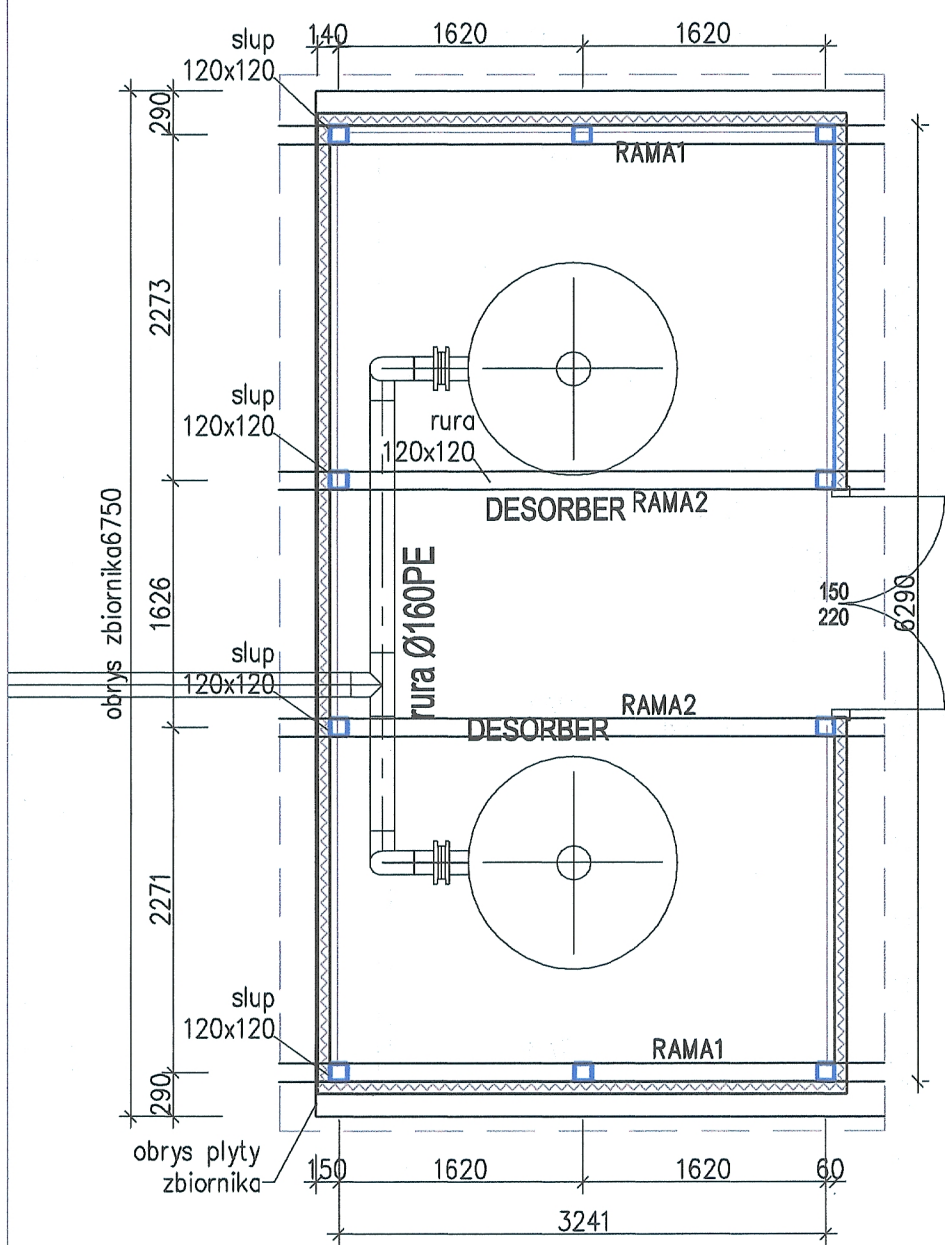 140
1620
1620
slup
120x120
290
RAMA1
2273
slup
120x120
rura
120x120
DESORBER
RAMA2
obrys zbiornika6750
1626
rura Ø160PE
150
220
6290
slup
120x120
RAMA2
DESORBER
2271
slup
120x120
RAMA1
290
obrys plyty
zbiornika
150
1620
1620
60
3241